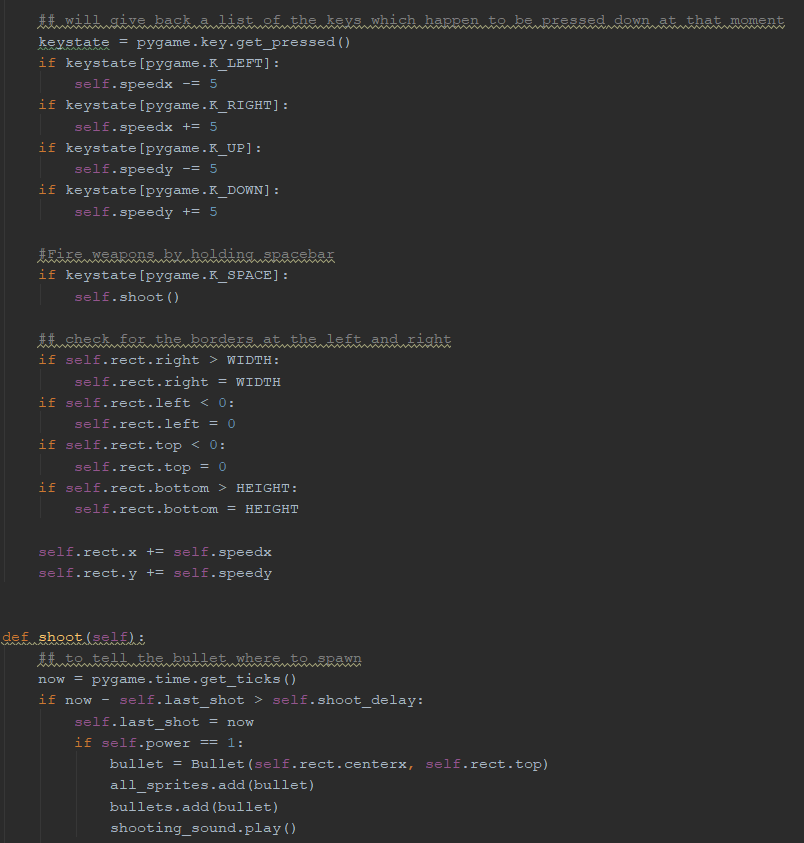 ## will give back a list of the keys which happen to be pressed down at that moment
keystate = pygame.key.get_pressed()
if keystate[pygame.K_LEFT]:
    self.speedx -= 5
if keystate[pygame.K_RIGHT]:
    self.speedx += 5
if keystate[pygame.K_UP]:
    self.speedy -= 5
if keystate[pygame.K_DOWN]:
    self.speedy += 5
#Fire weapons by holding spacebar
if keystate[pygame.K_SPACE]:
    self.shoot()
## check for the borders at the left and right
if self.rect.right > WIDTH:
    self.rect.right = WIDTH
if self.rect.left < 0:
    self.rect.left = 0
if self.rect.top < 0:
    self.rect.top = 0
if self.rect.bottom > HEIGHT:
    self.rect.bottom = HEIGHT
self.rect.x += self.speedx
self.rect.y += self.speedy
def shoot(self):
    ## to tell the bullet where to spawn
    now = pygame.time.get_ticks()
    if now - self.last_shot > self.shoot_delay:
        self.last_shot = now
        if self.power == 1:
            bullet = Bullet(self.rect.centerx, self.rect.top)
            all_sprites.add(bullet)
            bullets.add(bullet)
            shooting_sound.play()